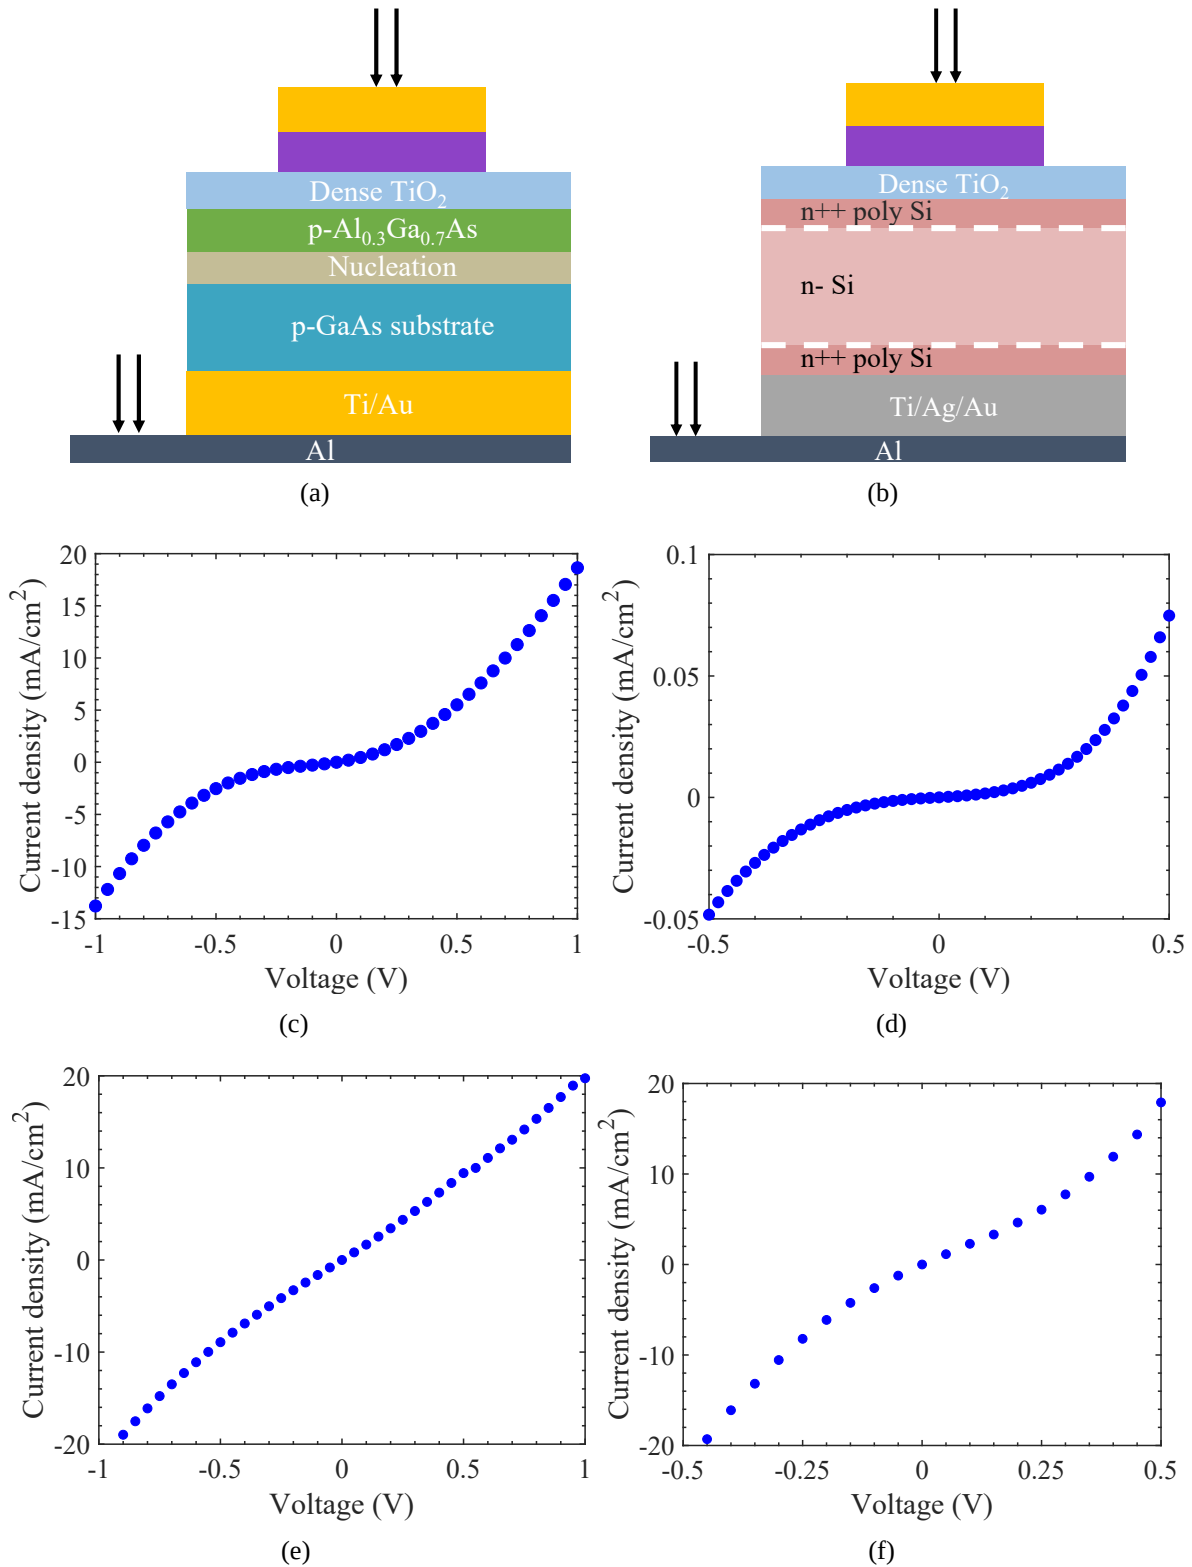 Dense TiO2
p-Al0.3Ga0.7As
Nucleation
p-GaAs substrate
Ti/Au
Al
(a)
Dense TiO2
n++ poly Si
n- Si
n++ poly Si
Ti/Ag/Au
Al
(b)
Current density (mA/cm2)
20
15
10
5
0
-5
-10
-15
-1
-0.5
0
0.5
1
Voltage (V)
(c)
Current density (mA/cm2)
0.1
0.05
0
-0.05
-0.5
0
0.5
Voltage (V)
(d)
Current density (mA/cm2)
20
10
0
-10
-20
-1
-0.5
0
0.5
1
Voltage (V)
(e)
Current density (mA/cm2)
20
10
0
-10
-20
-0.5
-0.25
0
0.25
0.5
Voltage (V)
(f)